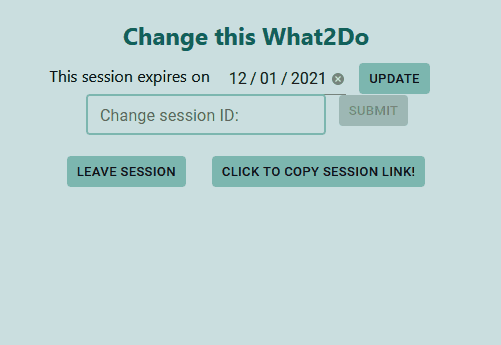 Change this What2Do
This session expires on 12/01/2021 UPDATE
Change session ID: SUBMIT
LEAVE SESSION CLICK TO COPY SESSION LINK!